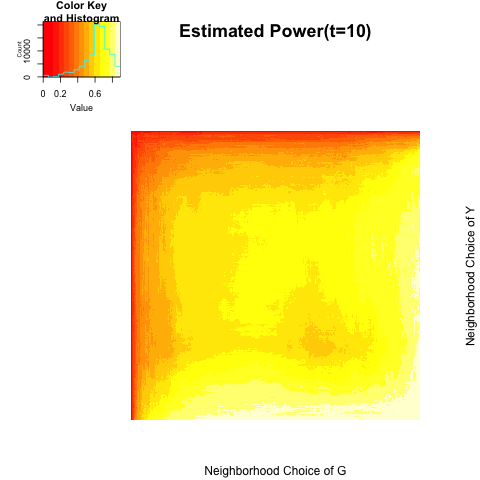 Color Key
and Histogram
Estimated Power(t=10)
Count
0 10000
0 0.2 0.6
Value
Neighborhood Choice of Y
Neighborhood Choice of G